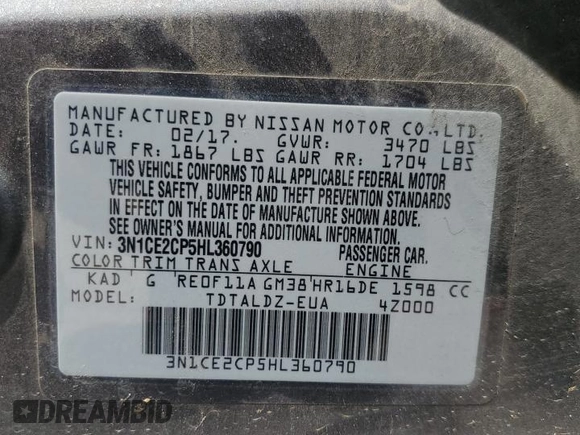 MANUFACTURED BY NISSAN MOTOR CO.,LTD.
DATE: 02/17. GVWR: 3470 LBS
GAWR FR: 1867 LBS GAWR RR: 1704 LBS
THIS VEHICLE CONFORMS TO ALL APPLICABLE FEDERAL MOTOR
VEHICLE SAFETY, BUMPER AND THEFT PREVENTION STANDARDS
IN EFFECT ON THE DATE OF MANUFACTURE SHOWN ABOVE.
SEE OWNER'S MANUAL FOR ADDITIONAL INFORMATION.
VIN: 3N1CE2CP5HL360790 PASSENGER CAR.
COLOR TRIM TRANS AXLE ENGINE
KAD ' G 'RE0F11A GM38'HR16DE 1598 CC
MODEL: TDTALDZ-EUA 4Z000
3N1CE2CP5HL360790
DREAMBID